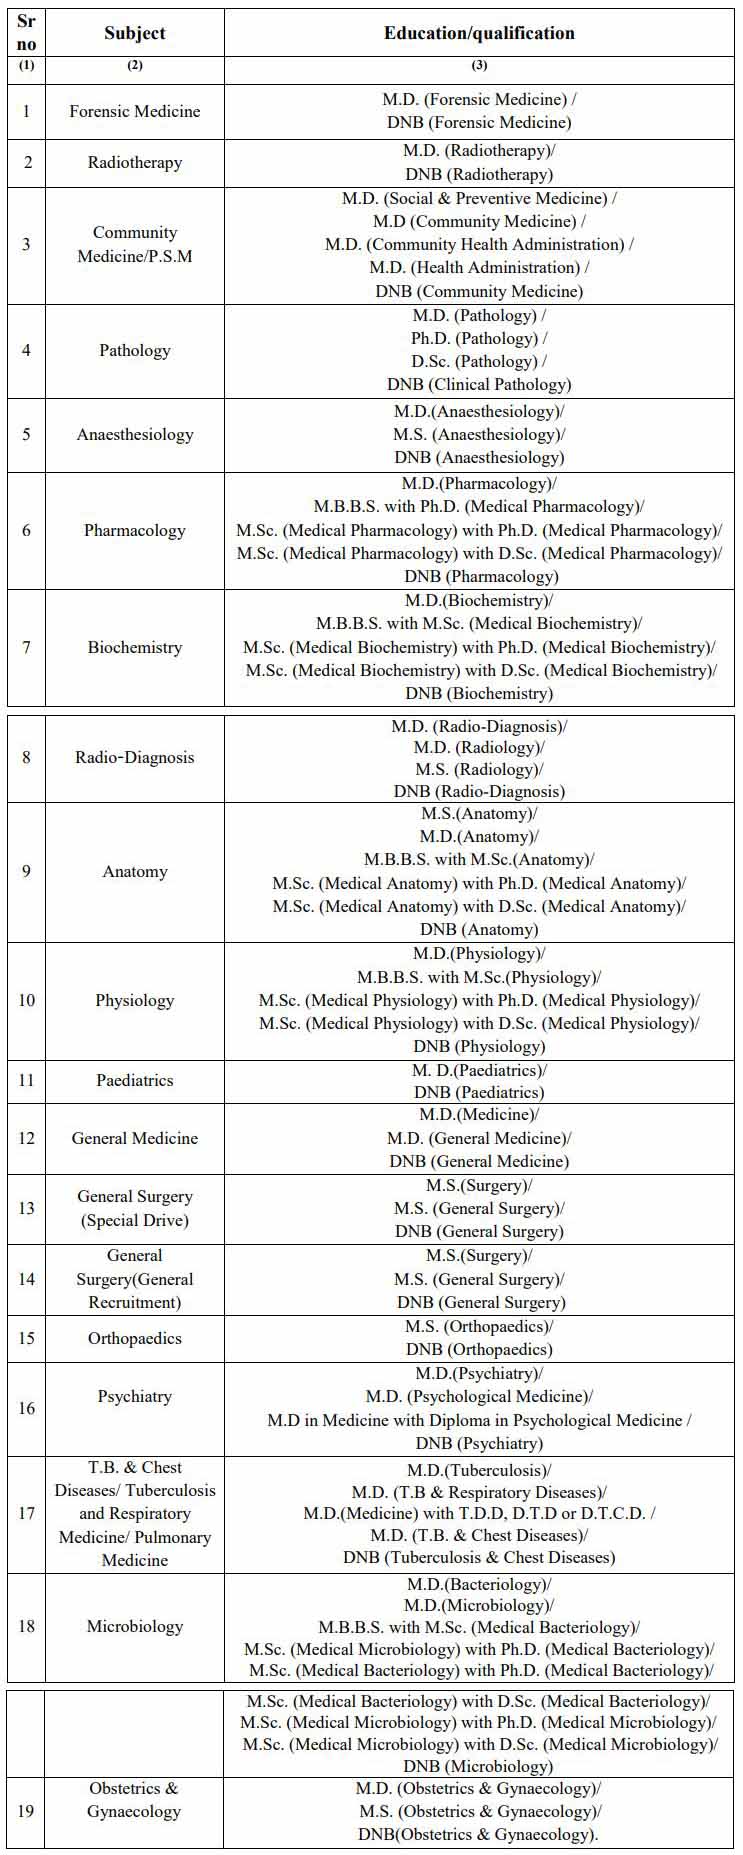 Sr no
Subject
Education/qualification
(1)
(2)
(3)
1
Forensic Medicine
M.D. (Forensic Medicine) /
DNB (Forensic Medicine)
2
Radiotherapy
M.D. (Radiotherapy)/
DNB (Radiotherapy)
3
Community
Medicine/P.S.M
M.D. (Social & Preventive Medicine) /
M.D (Community Medicine) /
M.D. (Community Health Administration) /
M.D. (Health Administration) /
DNB (Community Medicine)
4
Pathology
M.D. (Pathology) /
Ph.D. (Pathology) /
D.Sc. (Pathology) /
DNB (Clinical Pathology)
5
Anaesthesiology
M.D.(Anaesthesiology)/
M.S. (Anaesthesiology)/
DNB (Anaesthesiology)
6
Pharmacology
M.D.(Pharmacology)/
M.B.B.S. with Ph.D. (Medical Pharmacology)/
M.Sc. (Medical Pharmacology) with Ph.D. (Medical Pharmacology)/
M.Sc. (Medical Pharmacology) with D.Sc. (Medical Pharmacology)/
DNB (Pharmacology)
7
Biochemistry
M.D.(Biochemistry)/
M.B.B.S. with M.Sc. (Medical Biochemistry)/
M.Sc. (Medical Biochemistry) with Ph.D. (Medical Biochemistry)/
M.Sc. (Medical Biochemistry) with D.Sc. (Medical Biochemistry)/
DNB (Biochemistry)
8
Radio-Diagnosis
M.D. (Radio-Diagnosis)/
M.D. (Radiology)/
M.S. (Radiology)/
DNB (Radio-Diagnosis)
9
Anatomy
M.S.(Anatomy)/
M.D.(Anatomy)/
M.B.B.S. with M.Sc.(Anatomy)/
M.Sc. (Medical Anatomy) with Ph.D. (Medical Anatomy)/
M.Sc. (Medical Anatomy) with D.Sc. (Medical Anatomy)/
DNB (Anatomy)
10
Physiology
M.D.(Physiology)/
M.B.B.S. with M.Sc.(Physiology)/
M.Sc. (Medical Physiology) with Ph.D. (Medical Physiology)/
M.Sc. (Medical Physiology) with D.Sc. (Medical Physiology)/
DNB (Physiology)
11
Paediatrics
M. D.(Paediatrics)/
DNB (Paediatrics)
12
General Medicine
M.D.(Medicine)/
M.D. (General Medicine)/
DNB (General Medicine)
13
General Surgery
(Special Drive)
M.S.(Surgery)/
M.S. (General Surgery)/
DNB (General Surgery)
14
General
Surgery(General
Recruitment)
M.S.(Surgery)/
M.S. (General Surgery)/
DNB (General Surgery)
15
Orthopaedics
M.S. (Orthopaedics)/
DNB (Orthopaedics)
16
Psychiatry
M.D.(Psychiatry)/
M.D. (Psychological Medicine)/
M.D in Medicine with Diploma in Psychological Medicine /
DNB (Psychiatry)
17
T.B. & Chest
Diseases/ Tuberculosis
and Respiratory
Medicine/ Pulmonary
Medicine
M.D.(Tuberculosis)/
M.D. (T.B & Respiratory Diseases)/
M.D.(Medicine) with T.D.D, D.T.D or D.T.C.D. /
M.D. (T.B. & Chest Diseases)/
DNB (Tuberculosis & Chest Diseases)
18
Microbiology
M.D.(Bacteriology)/
M.D.(Microbiology)/
M.B.B.S. with M.Sc. (Medical Bacteriology)/
M.Sc. (Medical Microbiology) with Ph.D. (Medical Bacteriology)/
M.Sc. (Medical Bacteriology) with Ph.D. (Medical Bacteriology)/
M.Sc. (Medical Bacteriology) with D.Sc. (Medical Bacteriology)/
M.Sc. (Medical Microbiology) with Ph.D. (Medical Microbiology)/
M.Sc. (Medical Microbiology) with D.Sc. (Medical Microbiology)/
DNB (Microbiology)
19
Obstetrics &
Gynaecology
M.D. (Obstetrics & Gynaecology)/
M.S. (Obstetrics & Gynaecology)/
DNB(Obstetrics & Gynaecology).